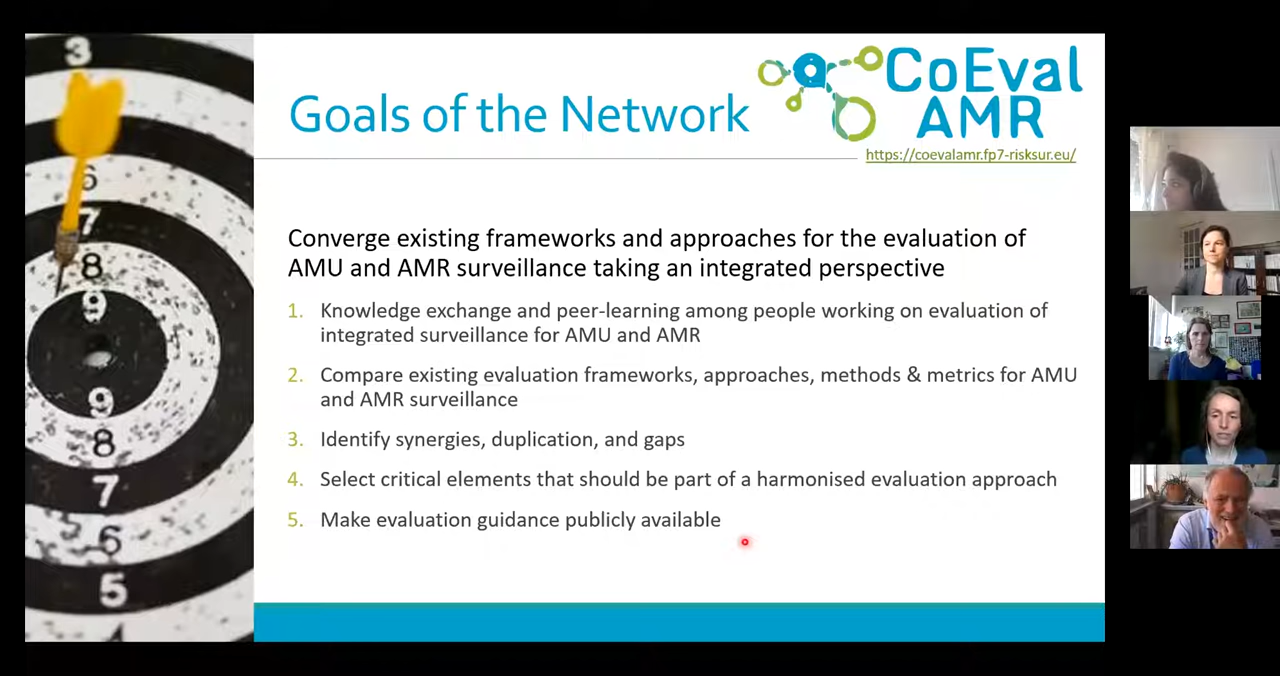 3
6
7
8
9
9
8
7
6
5
Goals of the Network
CoEval
AMR
https://coevalamr.fp7-risksur.eu/
Converge existing frameworks and approaches for the evaluation of
AMU and AMR surveillance taking an integrated perspective
1. Knowledge exchange and peer-learning among people working on evaluation of
integrated surveillance for AMU and AMR
2. Compare existing evaluation frameworks, approaches, methods & metrics for AMU
and AMR surveillance
3. Identify synergies, duplication, and gaps
4. Select critical elements that should be part of a harmonised evaluation approach
5. Make evaluation guidance publicly available